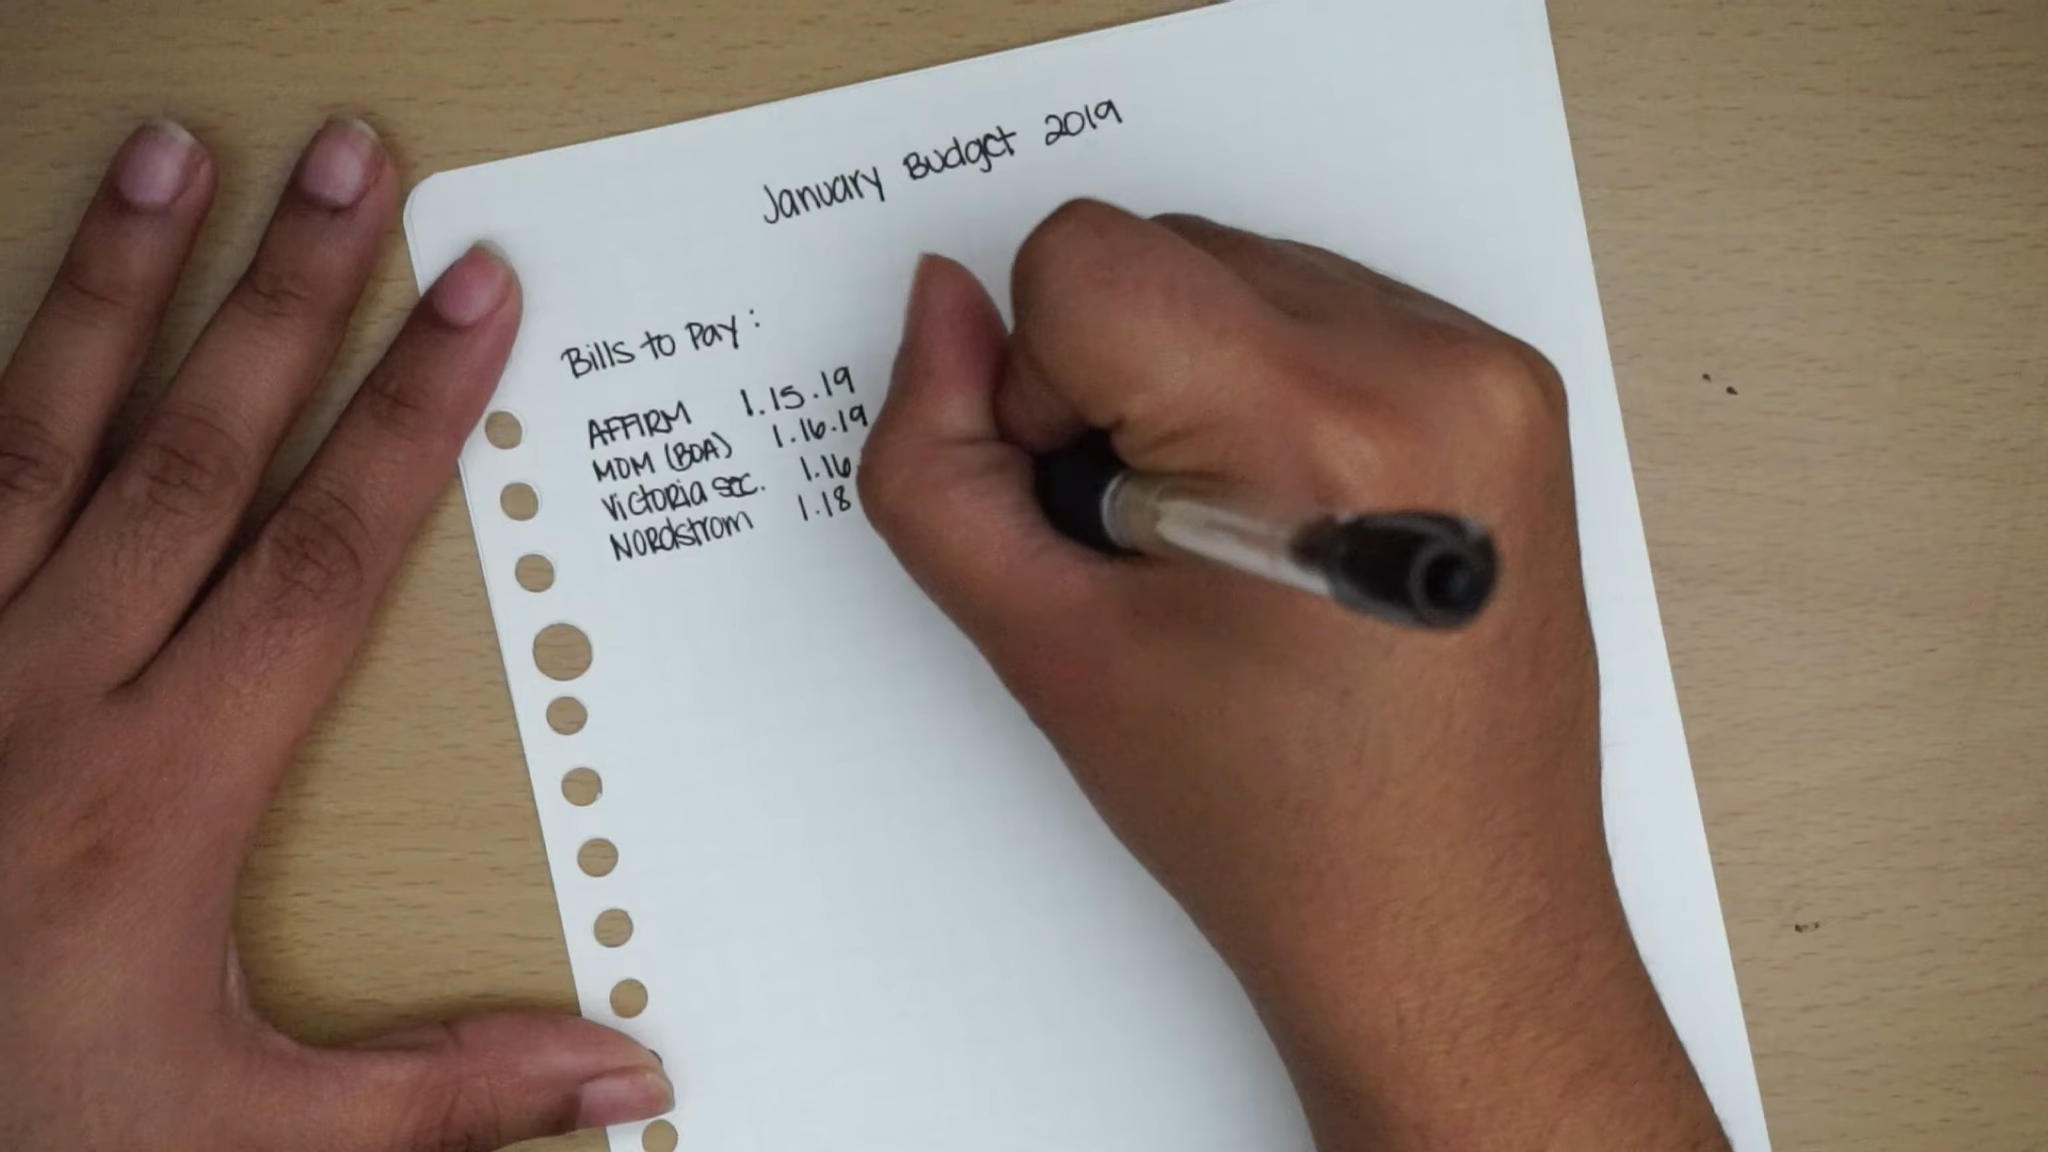 January Budget 2019
Bills to Pay:
AFFIRM 1.15.19
MOM (BOA) 1.16.19
Victoria sec. 1.16
Nordstrom 1.18